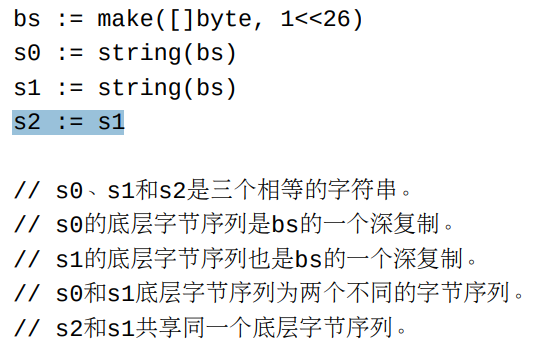 bs := make([]byte, 1<<26)
s0 := string(bs)
s1 := string(bs)
s2 := s1
// s0、s1和s2是三个相等的字符串。
// s0的底层字节序列是bs的一个深复制。
// s1的底层字节序列也是bs的一个深复制。
// s0和s1底层字节序列为两个不同的字节序列。
// s2和s1共享同一个底层字节序列。